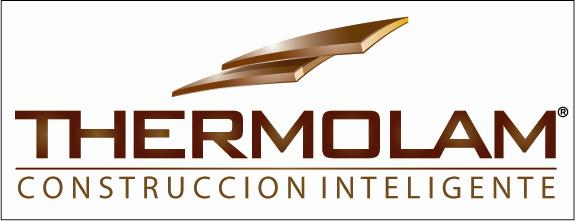 THERMOLAM®
CONSTRUCCION INTELIGENTE